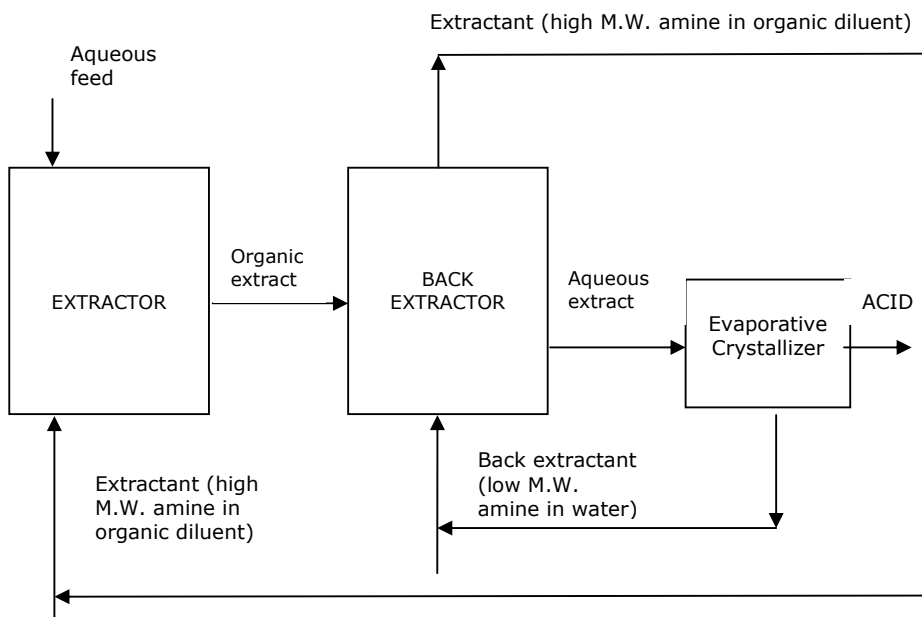 Extractant (high M.W. amine in organic diluent)
Aqueous
feed
Organic
extract
EXTRACTOR
BACK
EXTRACTOR
Aqueous
extract
ACID
Evaporative
Crystallizer
Extractant (high
M.W. amine in
organic diluent)
Back extractant
(low M.W.
amine in water)